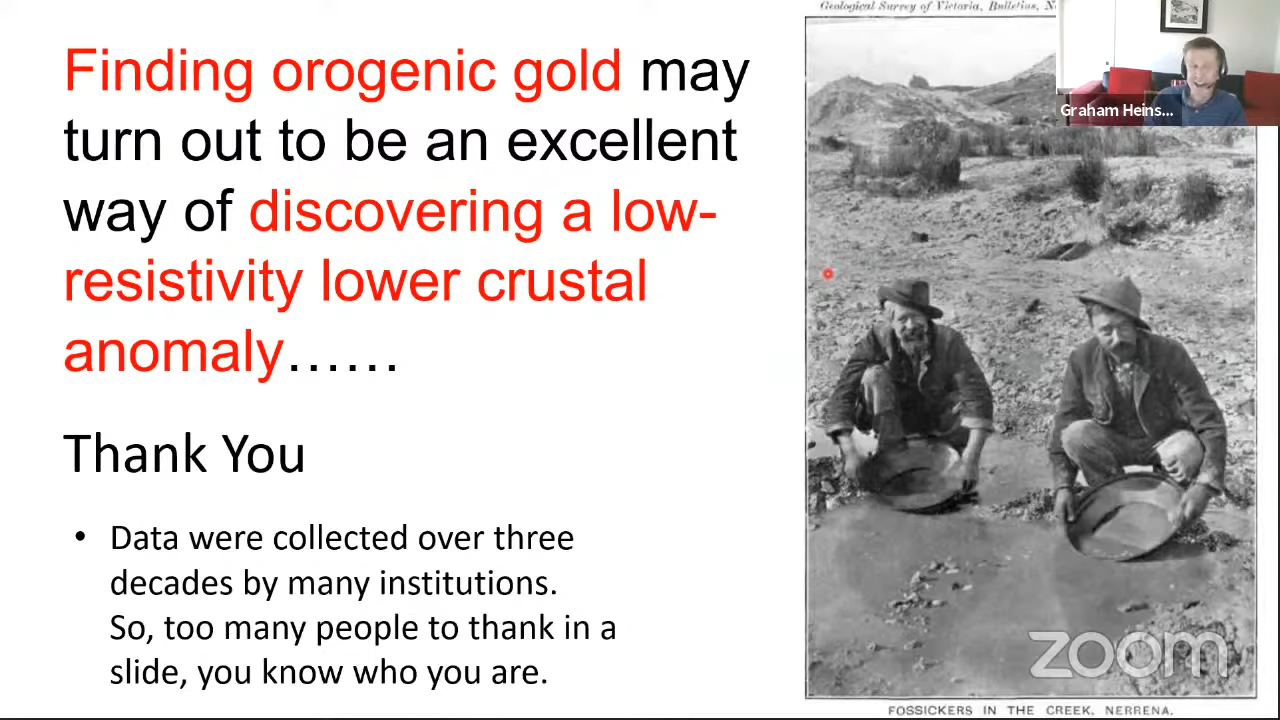 Geological Survey of Victoria, Bulletins,
Graham Heins...
Finding orogenic gold may
turn out to be an excellent
way of discovering a low-
resistivity lower crustal
anomaly......
Thank You
• Data were collected over three
decades by many institutions.
So, too many people to thank in a
slide, you know who you are.
zoom
FOSSICKERS IN THE CREEK, NERRENA.